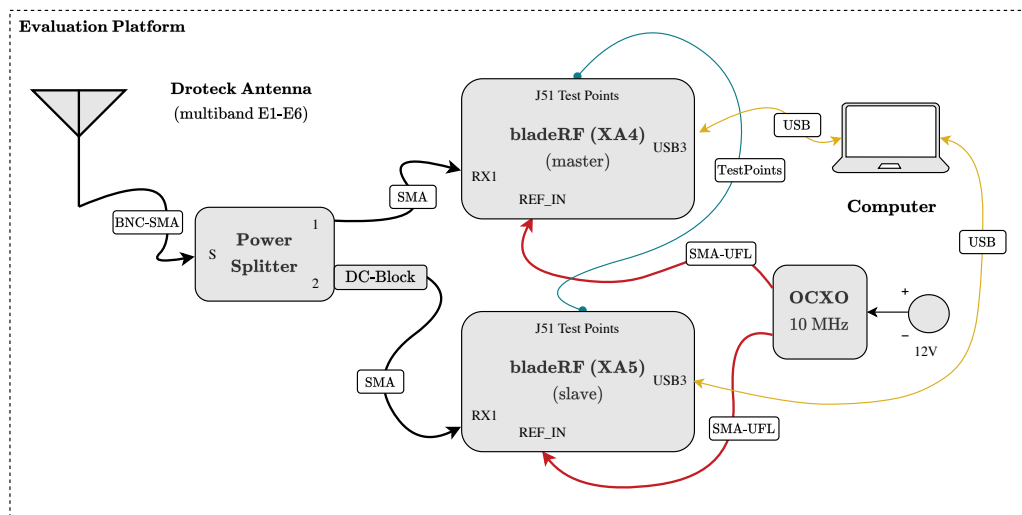 Evaluation Platform
Droteck Antenna
(multiband E1-E6)
BNC-SMA
S
Power
Splitter
1
2
DC-Block
SMA
SMA
J51 Test Points
bladeRF (XA4)
(master)
USB3
RX1
REF_IN
TestPoints
USB
Computer
USB
SMA-UFL
OCXO
10 MHz
+
−
12V
J51 Test Points
bladeRF (XA5)
(slave)
USB3
RX1
REF_IN
SMA-UFL